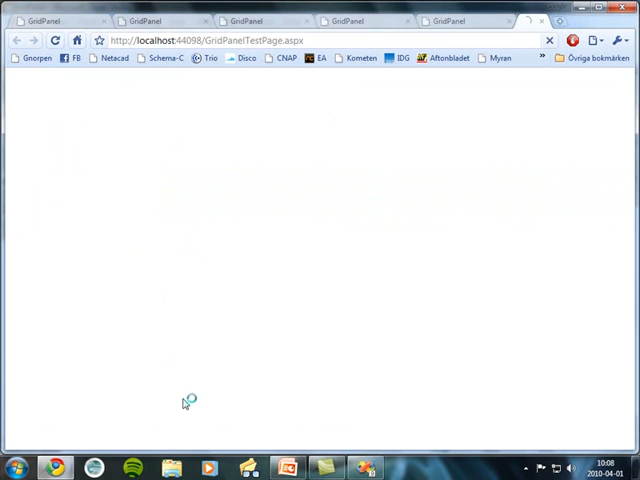 GridPanel GridPanel GridPanel GridPanel GridPanel
http://localhost:44098/GridPanelTestPage.aspx
Gnorpen FB Netacad Schema-C Trio Disco CNAP EA Kometen IDG Aftonbladet Myran » Övriga bokmärken
10:08
2010-04-01